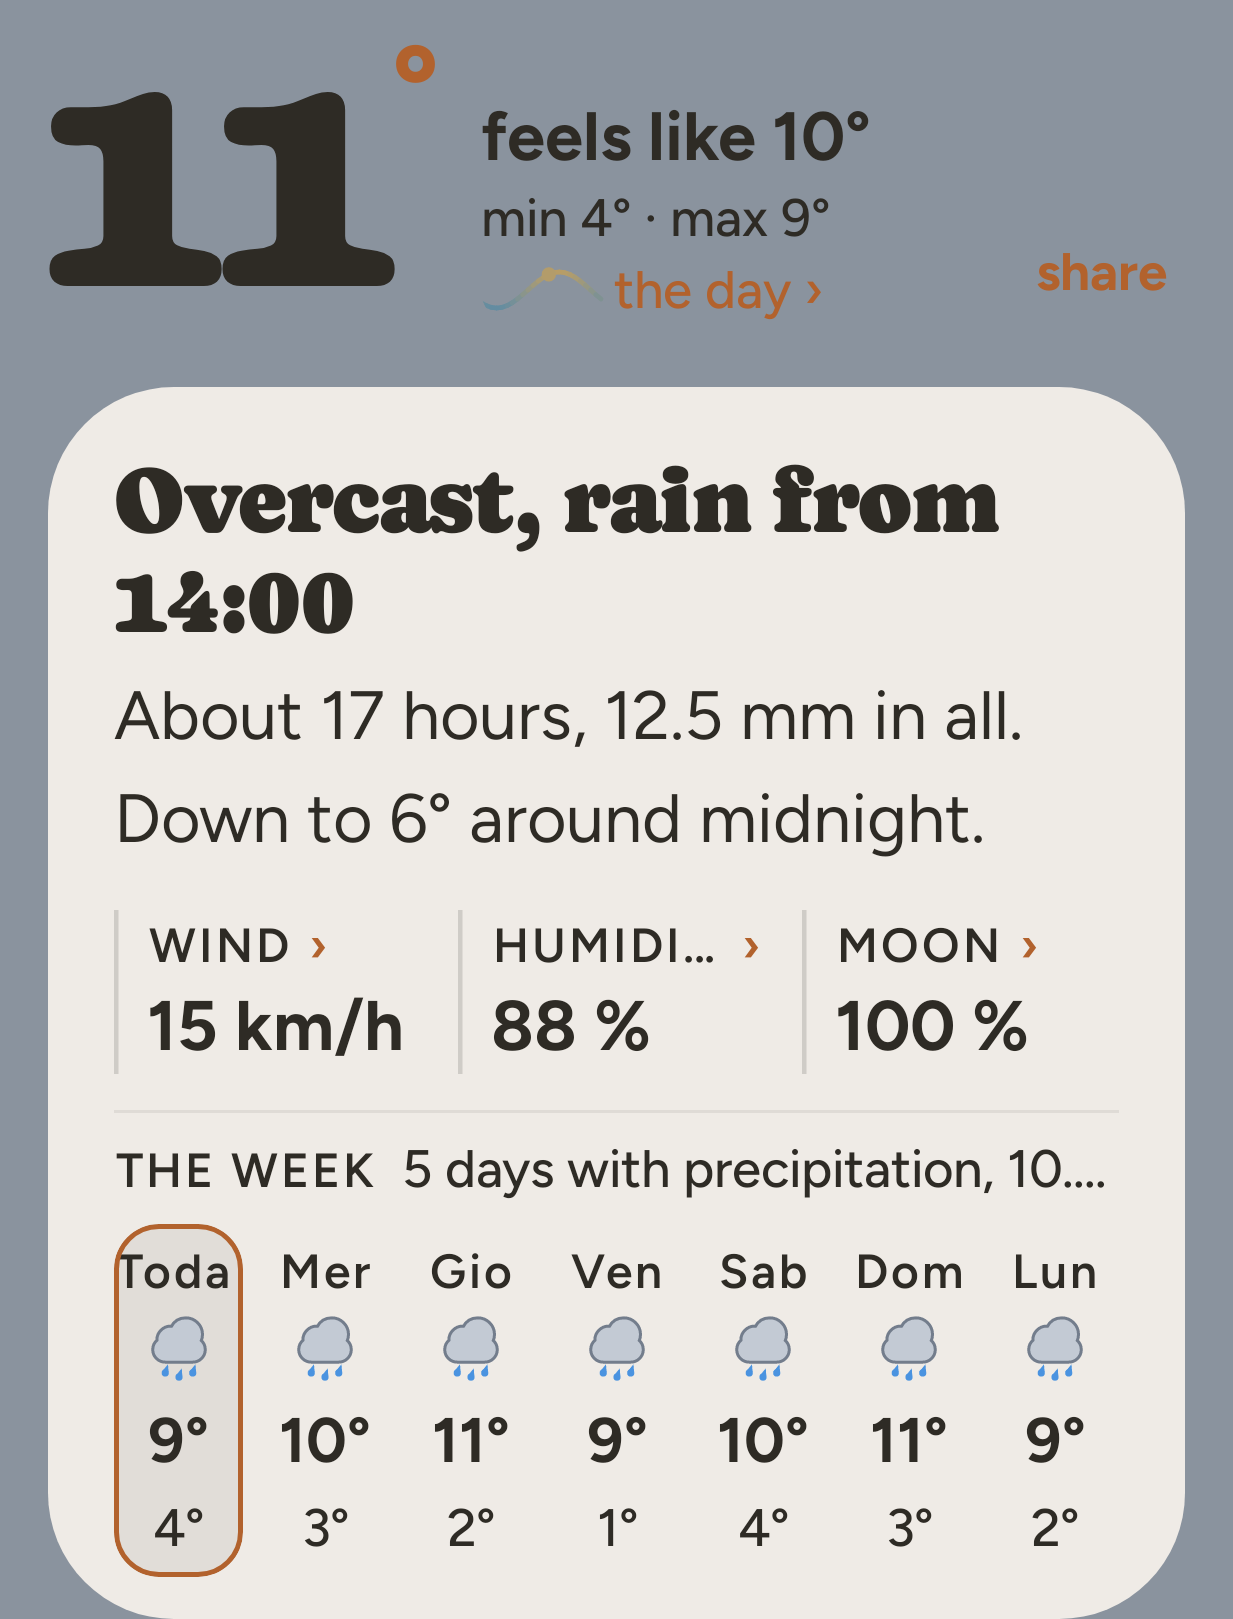 11°
feels like 10°
min 4° · max 9°
the day ›
share
Overcast, rain from
14:00
About 17 hours, 12.5 mm in all.
Down to 6° around midnight.
WIND › HUMIDI... › MOON ›
15 km/h 88 % 100 %
THE WEEK 5 days with precipitation, 10....
Toda Mer Gio Ven Sab Dom Lun
9° 10° 11° 9° 10° 11° 9°
4° 3° 2° 1° 4° 3° 2°